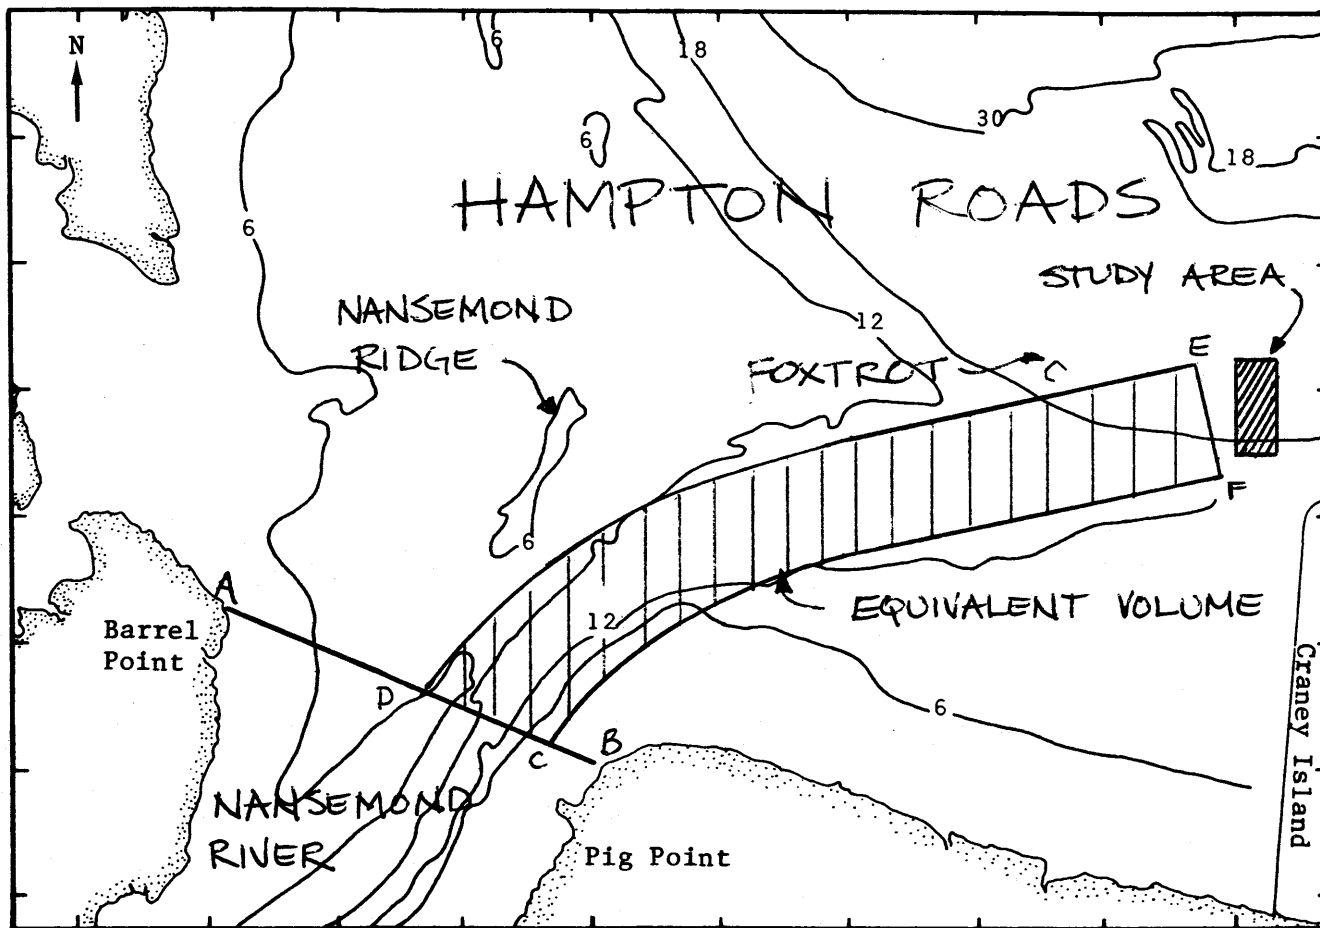 N
6
18
30
6
18
HAMPTON ROADS
6
STUDY AREA
NANSEMOND
RIDGE
12
FOXTROT
C
E
F
6
A
Barrel
Point
12
EQUIVALENT VOLUME
D
B
C
6
NANSEMOND
RIVER
Pig Point
Craney Island